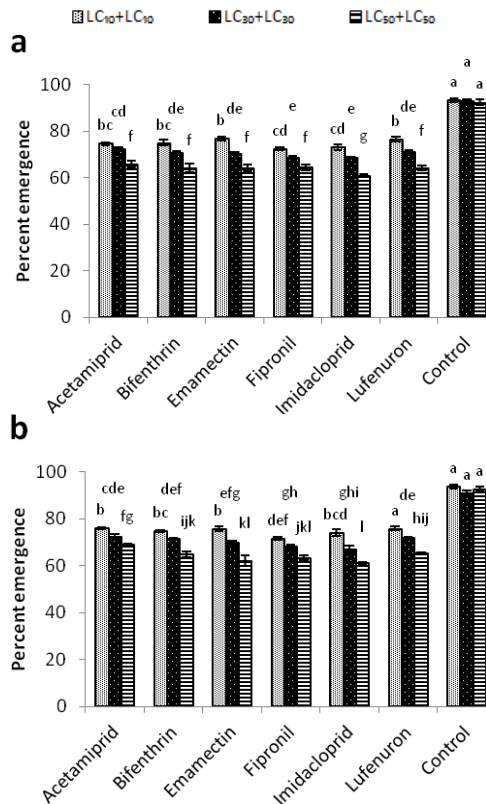 LC₁₀+LC₁₀ LC₃₀+LC₃₀ LC₅₀+LC₅₀
a
a
cd de de e e de a a
bc bc b cd cd b
f f f f g f
100
80
60
40
20
0
Percent emergence
Acetamiprid Bifenthrin Emamectin Fipronil Imidacloprid Lufenuron Control
b
a a a
cde def efg gh ghi de
b bc b def bcd a
fg ijk kl jkl l hij
100
80
60
40
20
0
Percent emergence
Acetamiprid Bifenthrin Emamectin Fipronil Imidacloprid Lufenuron Control